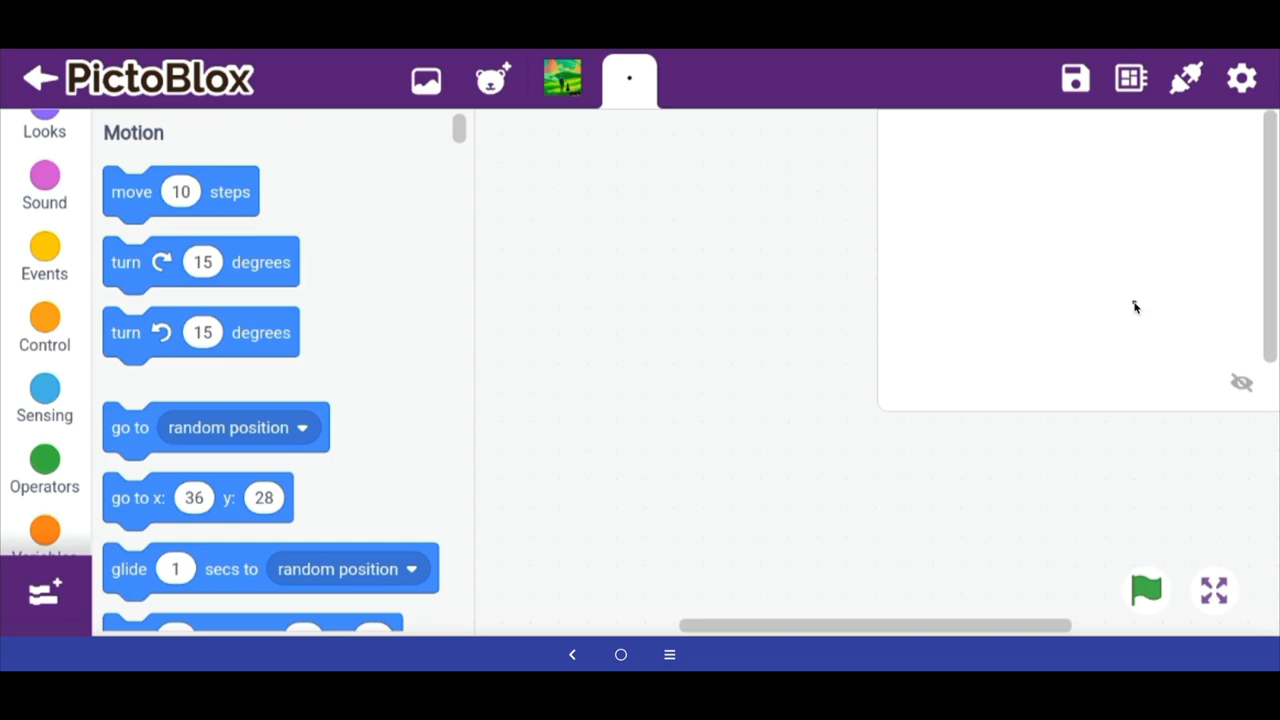 PictoBlox
Looks
Sound
Events
Control
Sensing
Operators
Variables
Motion
move 10 steps
turn 15 degrees
turn 15 degrees
go to random position
go to x: 36 y: 28
glide 1 secs to random position